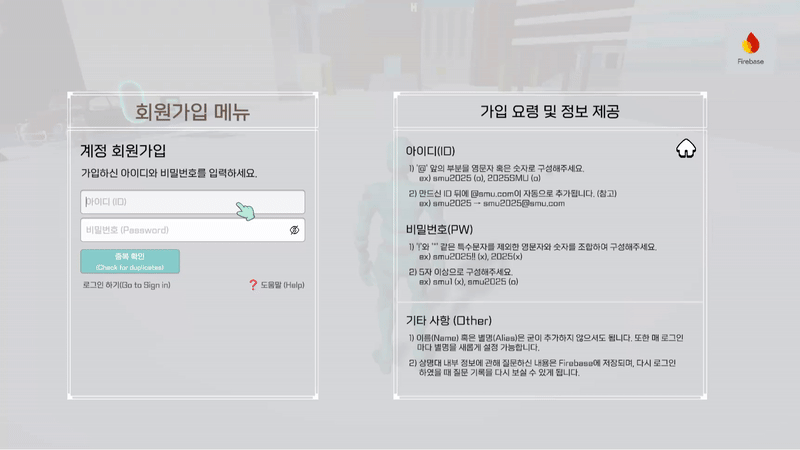 Firebase
회원가입 메뉴
계정 회원가입
가입하신 아이디와 비밀번호를 입력하세요.
아이디 (ID)
비밀번호 (Password)
중복 확인
(Check for duplicates)
로그인 하기(Go to Sign in)
❓ 도움말 (Help)
가입 요령 및 정보 제공
아이디(ID)
1) '@' 앞의 부분을 영문자 혹은 숫자로 구성해주세요.
ex) smu2025 (o), 2025SMU (o)
2) 만드신 ID 뒤에 @smu.com이 자동으로 추가됩니다. (참고)
ex) smu2025 → smu2025@smu.com
비밀번호(PW)
1) '!'와 '*' 같은 특수문자를 제외한 영문자와 숫자를 조합하여 구성해주세요.
ex) smu2025!! (x), 2025(x)
2) 5자 이상으로 구성해주세요.
ex) smu1 (x), smu2025 (o)
기타 사항 (Other)
1) 이름(Name) 혹은 별명(Alias)은 굳이 추가하지 않으셔도 됩니다. 또한 매 로그인
마다 별명을 새롭게 설정 가능합니다.
2) 상명대 내부 정보에 관해 질문하신 내용은 Firebase에 저장되며, 다시 로그인
하였을 때 질문 기록을 다시 보실 수 있게 됩니다.